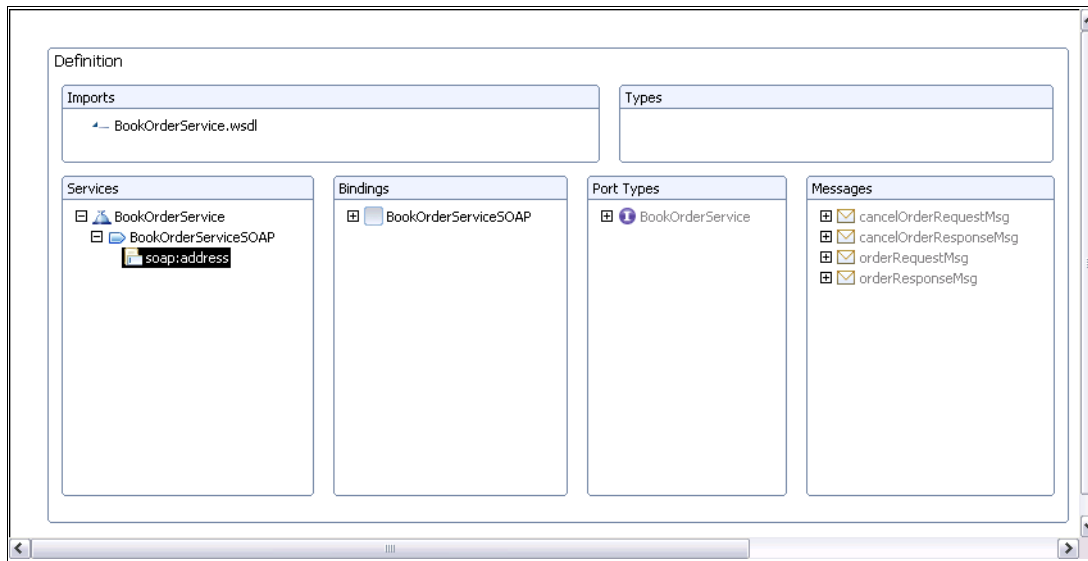 Definition
Imports
BookOrderService.wsdl
Types
Services
BookOrderService
BookOrderServiceSOAP
soap:address
Bindings
BookOrderServiceSOAP
Port Types
BookOrderService
Messages
cancelOrderRequestMsg
cancelOrderResponseMsg
orderRequestMsg
orderResponseMsg